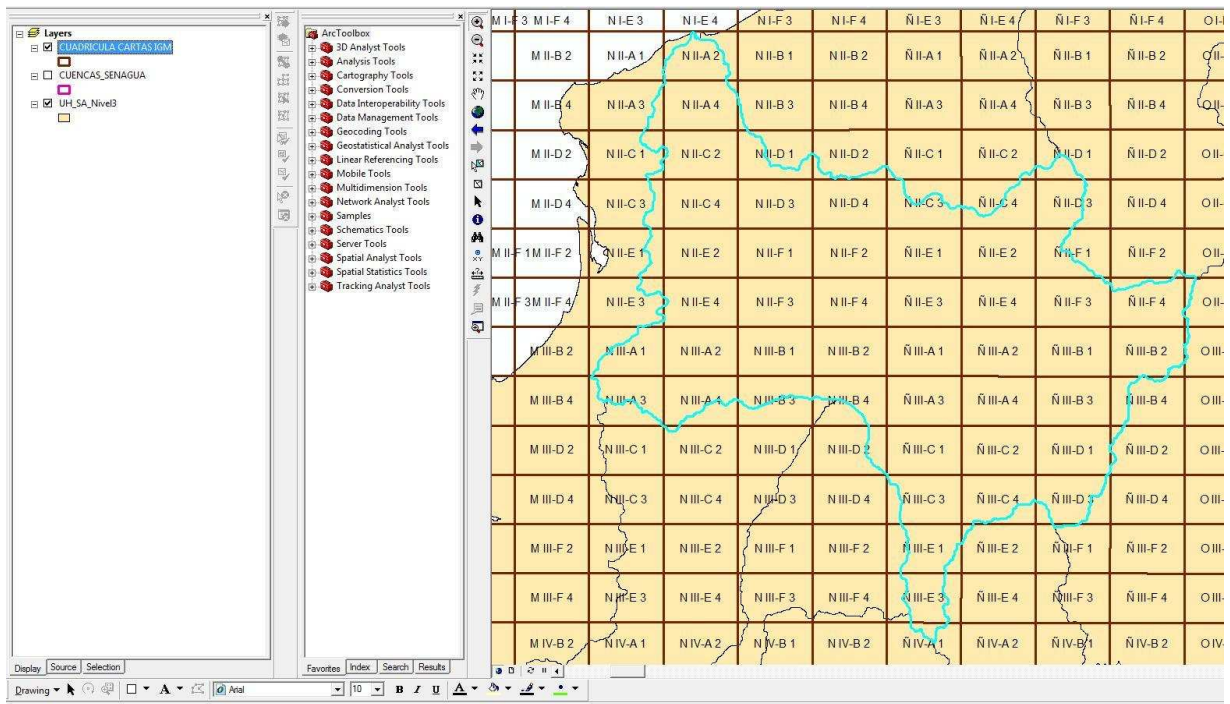 Layers
CUADRICULA CARTAS IGM
CUENCAS_SENAGUA
UH_SA_Nivel3
Display Source Selection
ArcToolbox
3D Analyst Tools
Analysis Tools
Cartography Tools
Conversion Tools
Data Interoperability Tools
Data Management Tools
Geocoding Tools
Geostatistical Analyst Tools
Linear Referencing Tools
Mobile Tools
Multidimension Tools
Network Analyst Tools
Samples
Schematics Tools
Server Tools
Spatial Analyst Tools
Spatial Statistics Tools
Tracking Analyst Tools
Favorites Index Search Results
M I-F 3 M I-F 4 N I-E 3 N I-E 4 N I-F 3 N I-F 4 Ñ I-E 3 Ñ I-E 4 Ñ I-F 3 Ñ I-F 4 O I-
M II-B 2 N II-A 1 N II-A 2 N II-B 1 N II-B 2 Ñ II-A 1 Ñ II-A 2 Ñ II-B 1 Ñ II-B 2 O II-
M II-B 4 N II-A 3 N II-A 4 N II-B 3 N II-B 4 Ñ II-A 3 Ñ II-A 4 Ñ II-B 3 Ñ II-B 4 O II-
M II-D 2 N II-C 1 N II-C 2 N II-D 1 N II-D 2 Ñ II-C 1 Ñ II-C 2 Ñ II-D 1 Ñ II-D 2 O II-
M II-D 4 N II-C 3 N II-C 4 N II-D 3 N II-D 4 Ñ II-C 3 Ñ II-C 4 Ñ II-D 3 Ñ II-D 4 O II-
M II-F 1 M II-F 2 N II-E 1 N II-E 2 N II-F 1 N II-F 2 Ñ II-E 1 Ñ II-E 2 Ñ II-F 1 Ñ II-F 2 O II-
M II-F 3 M II-F 4 N II-E 3 N II-E 4 N II-F 3 N II-F 4 Ñ II-E 3 Ñ II-E 4 Ñ II-F 3 Ñ II-F 4 O II-
M III-B 2 N III-A 1 N III-A 2 N III-B 1 N III-B 2 Ñ III-A 1 Ñ III-A 2 Ñ III-B 1 Ñ III-B 2 O III-
M III-B 4 N III-A 3 N III-A 4 N III-B 3 N III-B 4 Ñ III-A 3 Ñ III-A 4 Ñ III-B 3 Ñ III-B 4 O III-
M III-D 2 N III-C 1 N III-C 2 N III-D 1 N III-D 2 Ñ III-C 1 Ñ III-C 2 Ñ III-D 1 Ñ III-D 2 O III-
M III-D 4 N III-C 3 N III-C 4 N III-D 3 N III-D 4 Ñ III-C 3 Ñ III-C 4 Ñ III-D 3 Ñ III-D 4 O III-
M III-F 2 N III-E 1 N III-E 2 N III-F 1 N III-F 2 Ñ III-E 1 Ñ III-E 2 Ñ III-F 1 Ñ III-F 2 O III-
M III-F 4 N III-E 3 N III-E 4 N III-F 3 N III-F 4 Ñ III-E 3 Ñ III-E 4 Ñ III-F 3 Ñ III-F 4 O III-
M IV-B 2 N IV-A 1 N IV-A 2 N IV-B 1 N IV-B 2 Ñ IV-A 1 Ñ IV-A 2 Ñ IV-B 1 Ñ IV-B 2 O IV-
Drawing A Arial 10 B I U A